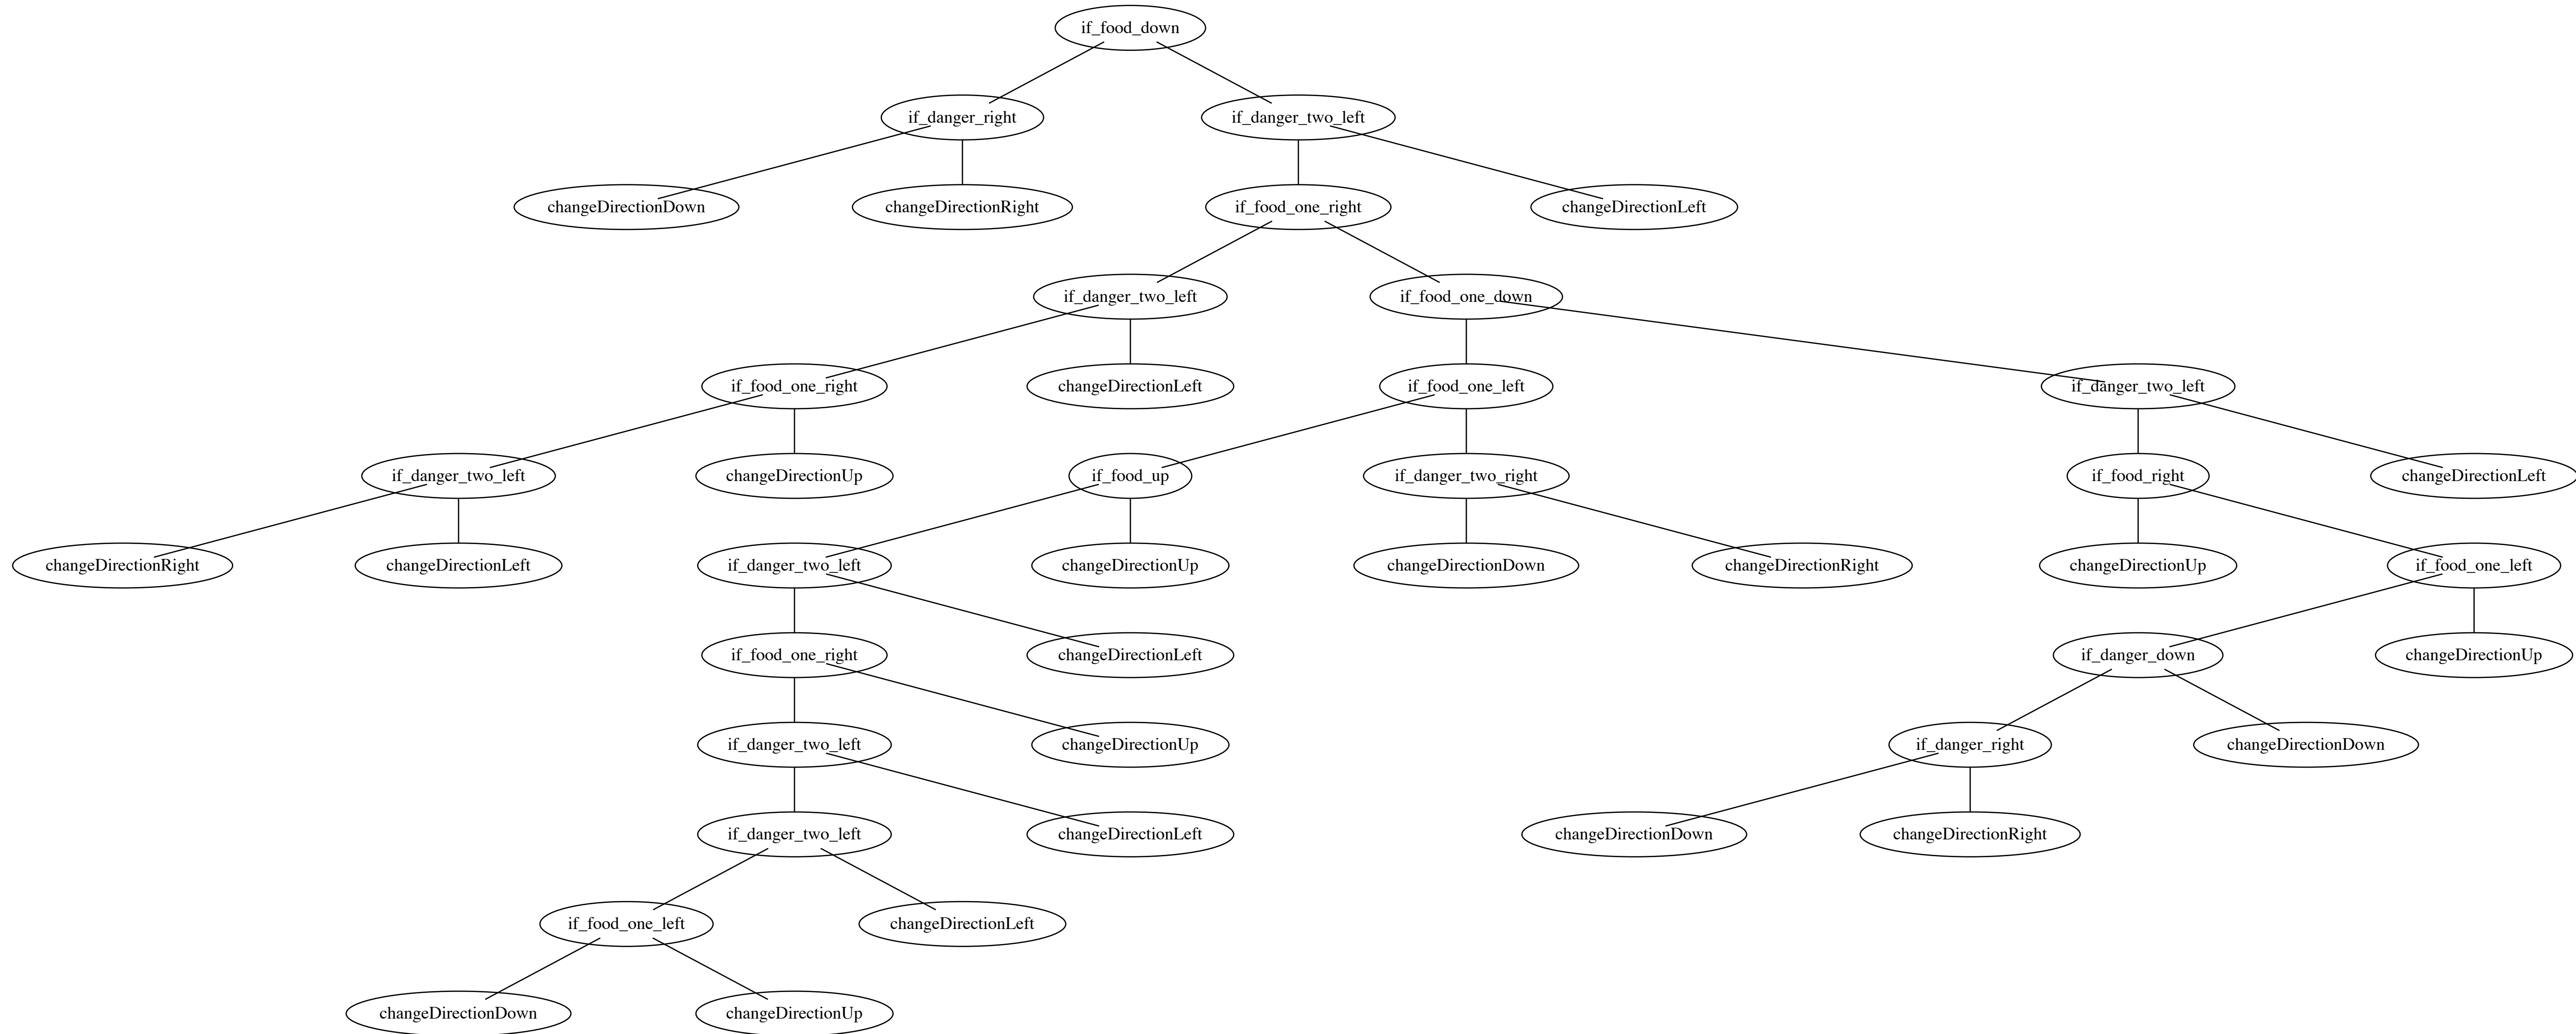 if_food_down
if_danger_right
if_danger_two_left
changeDirectionDown
changeDirectionRight
if_food_one_right
changeDirectionLeft
if_danger_two_left
if_food_one_down
if_food_one_right
changeDirectionLeft
if_food_one_left
if_danger_two_left
if_danger_two_left
changeDirectionUp
if_food_up
if_danger_two_right
if_food_right
changeDirectionLeft
changeDirectionRight
changeDirectionLeft
if_danger_two_left
changeDirectionUp
changeDirectionDown
changeDirectionRight
changeDirectionUp
if_food_one_left
if_food_one_right
changeDirectionLeft
if_danger_down
changeDirectionUp
if_danger_two_left
changeDirectionUp
if_danger_right
changeDirectionDown
if_danger_two_left
changeDirectionLeft
changeDirectionDown
changeDirectionRight
if_food_one_left
changeDirectionLeft
changeDirectionDown
changeDirectionUp